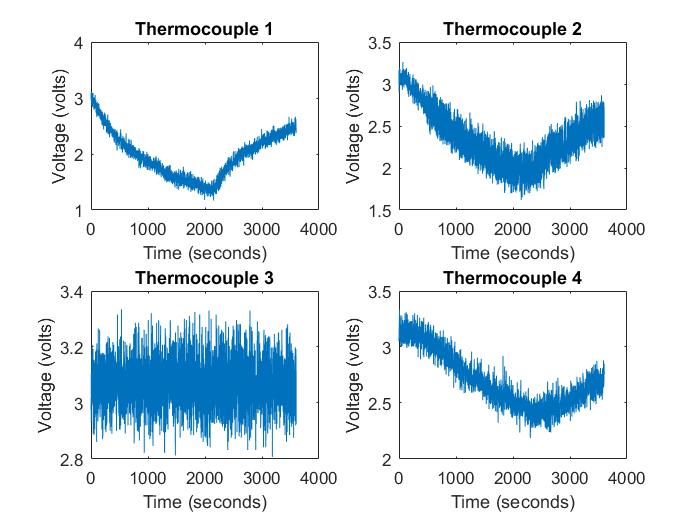 Thermocouple 1
4
3
2
1
Voltage (volts)
0 1000 2000 3000 4000
Time (seconds)
Thermocouple 2
3.5
3
2.5
2
1.5
Voltage (volts)
0 1000 2000 3000 4000
Time (seconds)
Thermocouple 3
3.4
3.2
3
2.8
Voltage (volts)
0 1000 2000 3000 4000
Time (seconds)
Thermocouple 4
3.5
3
2.5
2
Voltage (volts)
0 1000 2000 3000 4000
Time (seconds)